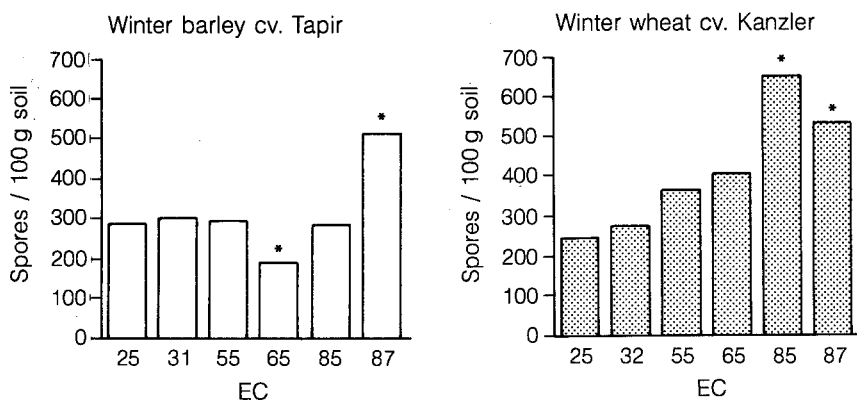 Winter barley cv. Tapir
Spores / 100 g soil
700
600
500
400
300
200
100
0
*
*
25 31 55 65 85 87
EC
Winter wheat cv. Kanzler
Spores / 100 g soil
700
600
500
400
300
200
100
0
*
*
25 32 55 65 85 87
EC